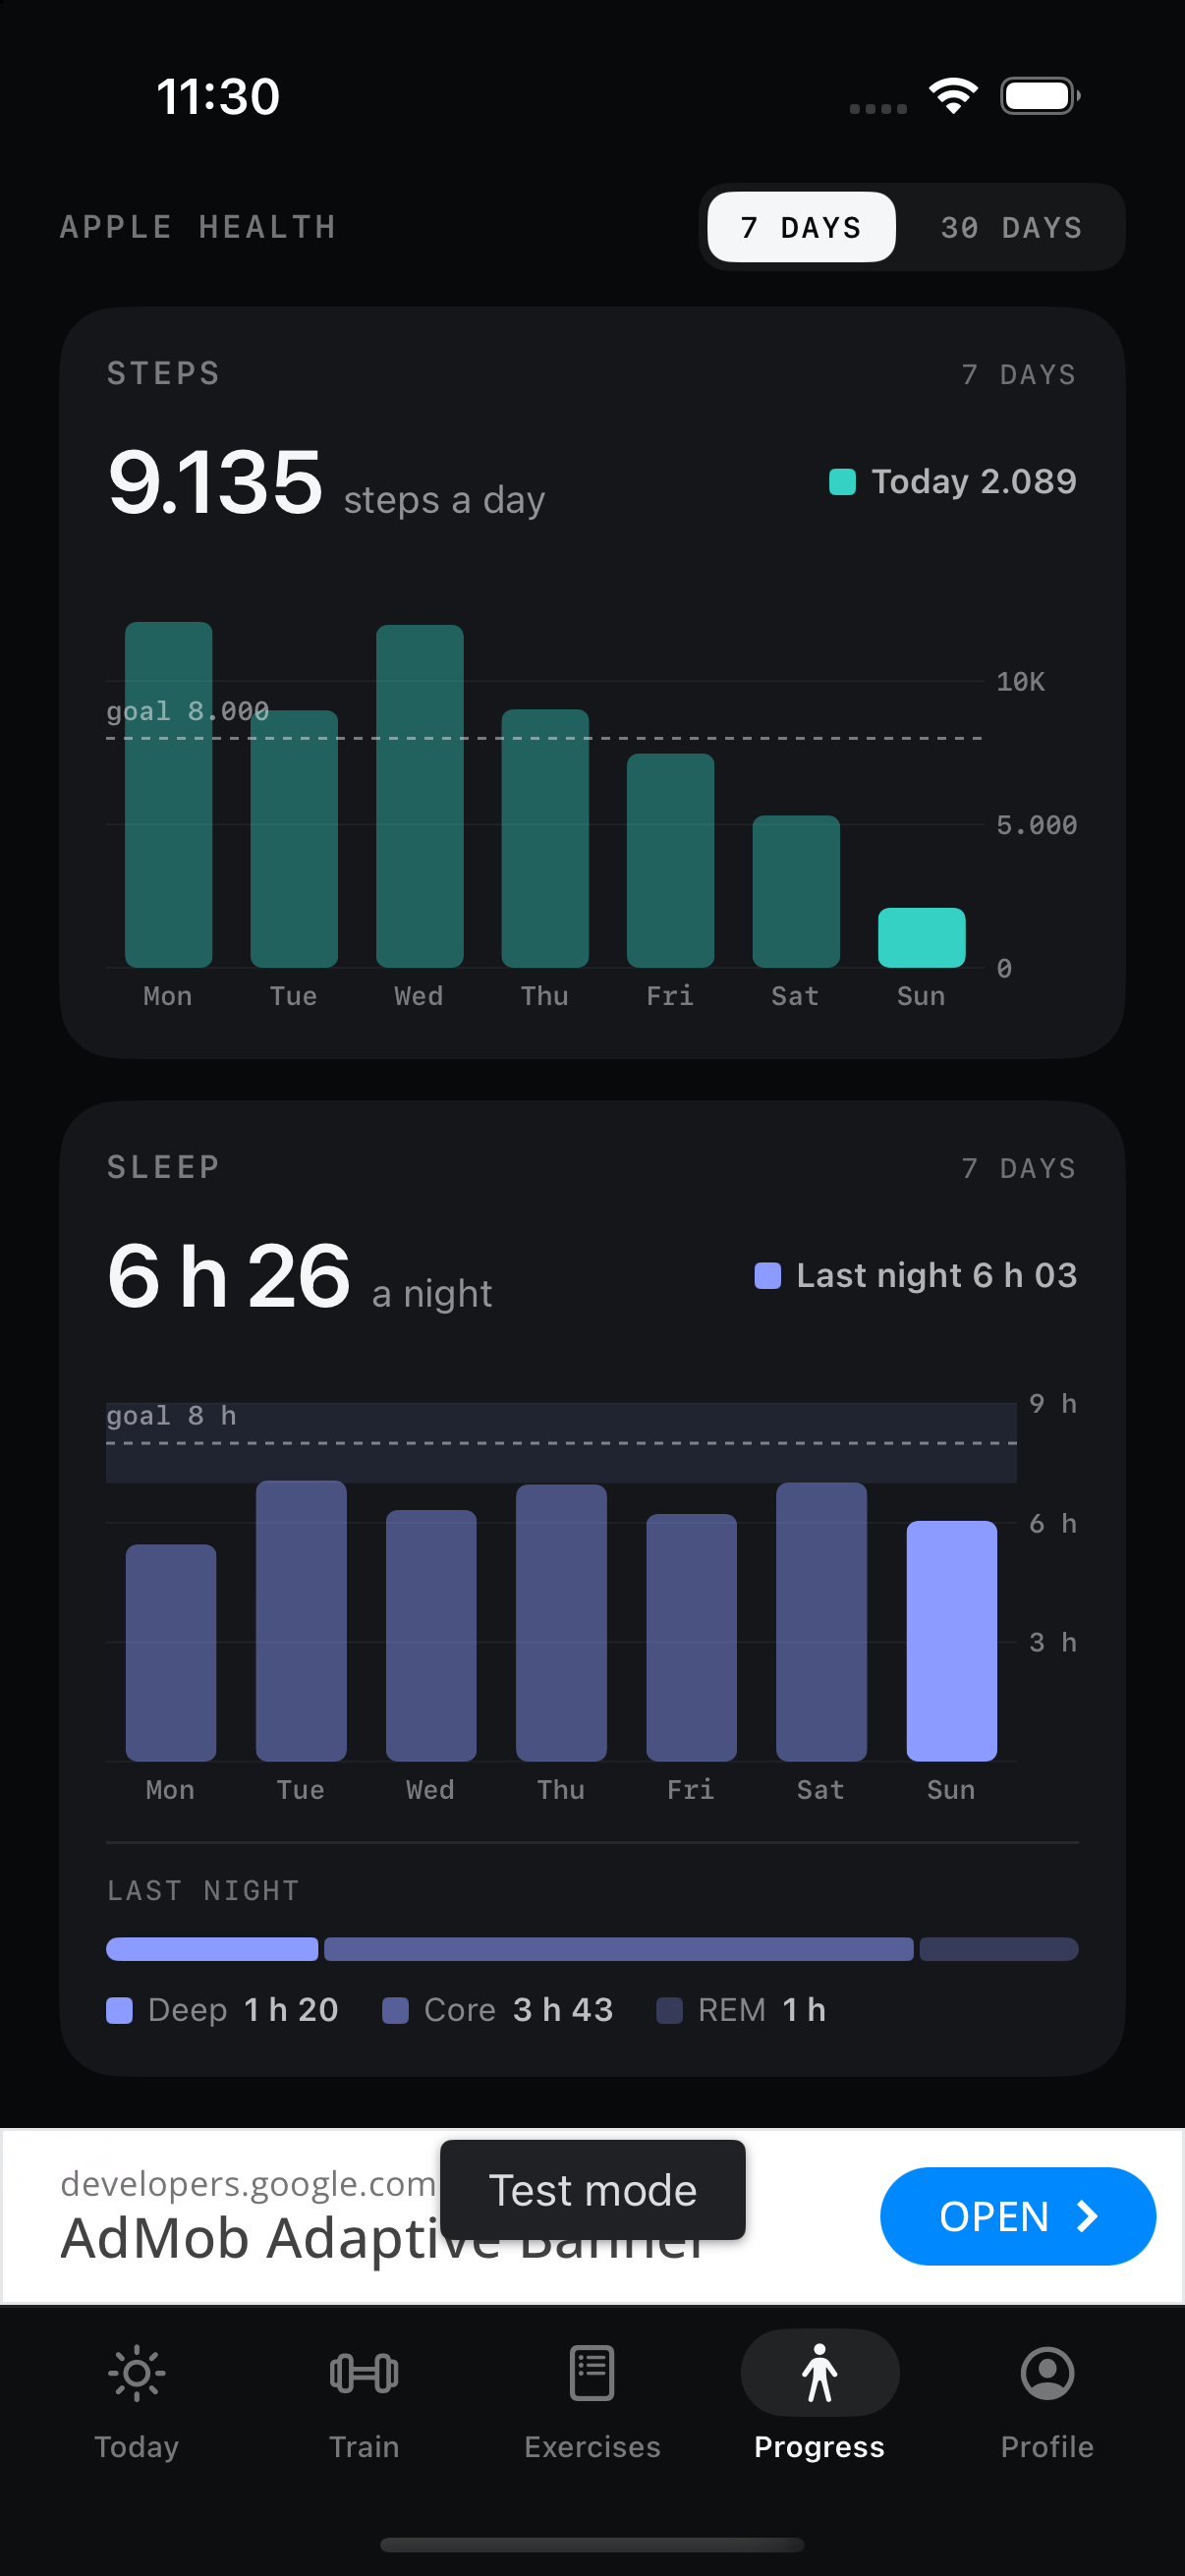 11:30
APPLE HEALTH
7 DAYS
30 DAYS
STEPS
7 DAYS
9.135 steps a day
Today 2.089
10K
goal 8.000
5.000
0
Mon Tue Wed Thu Fri Sat Sun
SLEEP
7 DAYS
6 h 26 a night
Last night 6 h 03
9 h
goal 8 h
6 h
3 h
Mon Tue Wed Thu Fri Sat Sun
LAST NIGHT
Deep 1 h 20 Core 3 h 43 REM 1 h
developers.google.com
Test mode
AdMob Adaptive Banner
OPEN
Today Train Exercises Progress Profile